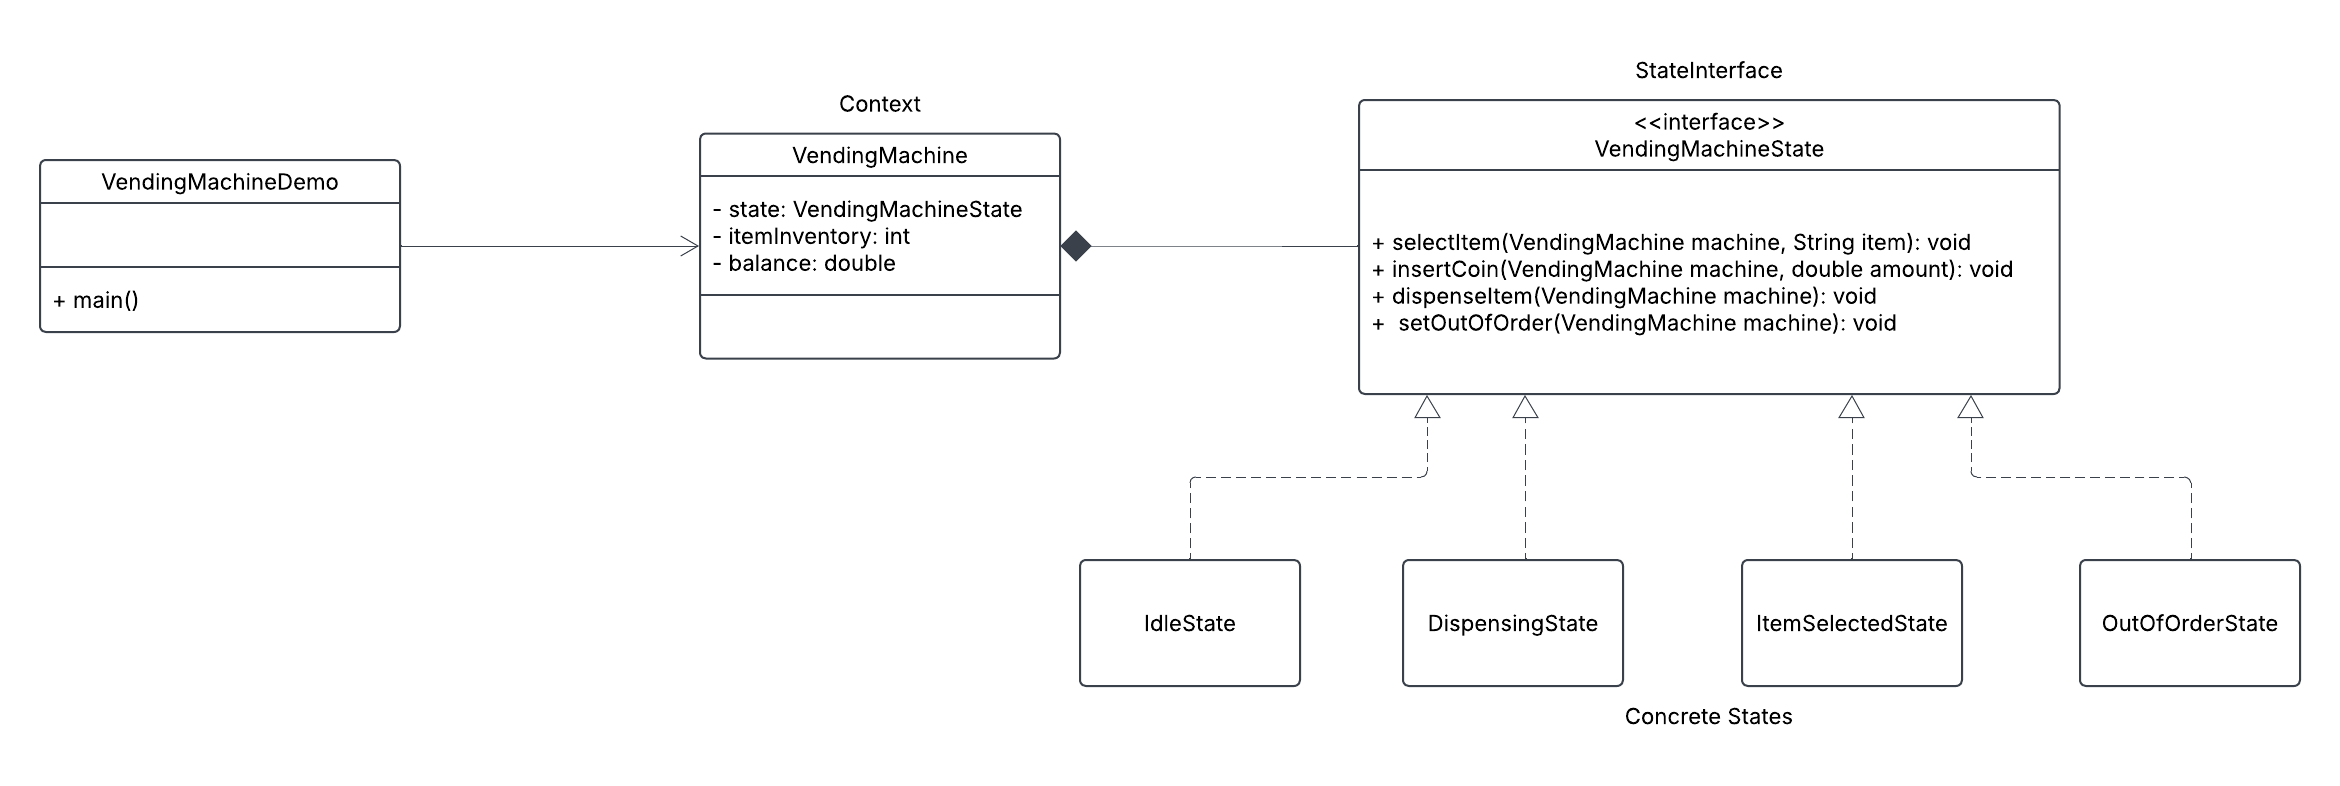 StateInterface
Context
<<interface>>
VendingMachineState
VendingMachine
VendingMachineDemo
- state: VendingMachineState
- itemInventory: int
- balance: double
+ main()
+ selectItem(VendingMachine machine, String item): void
+ insertCoin(VendingMachine machine, double amount): void
+ dispenseItem(VendingMachine machine): void
+  setOutOfOrder(VendingMachine machine): void
IdleState
DispensingState
ItemSelectedState
OutOfOrderState
Concrete States